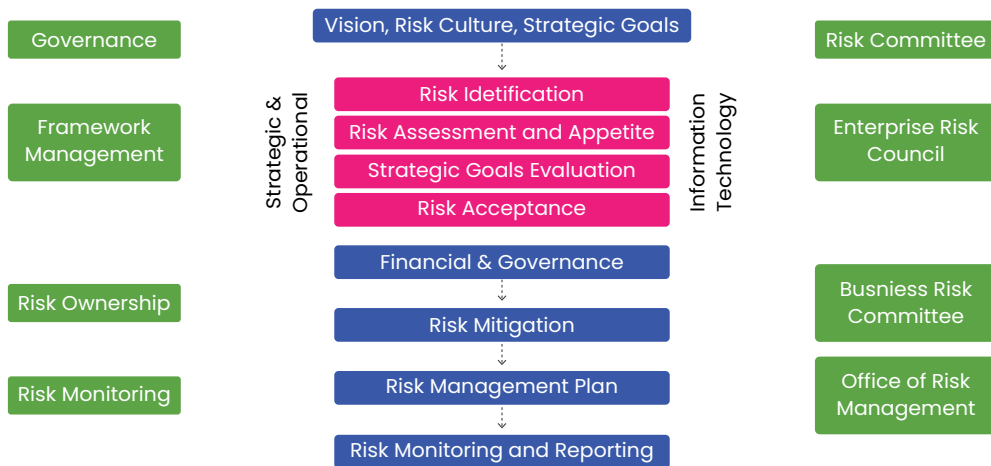 Governance
Framework
Management
Risk Ownership
Risk Monitoring
Vision, Risk Culture, Strategic Goals
Strategic &
Operational
Risk Idetification
Risk Assessment and Appetite
Strategic Goals Evaluation
Risk Acceptance
Information
Technology
Financial & Governance
Risk Mitigation
Risk Management Plan
Risk Monitoring and Reporting
Risk Committee
Enterprise Risk
Council
Busniess Risk
Committee
Office of Risk
Management